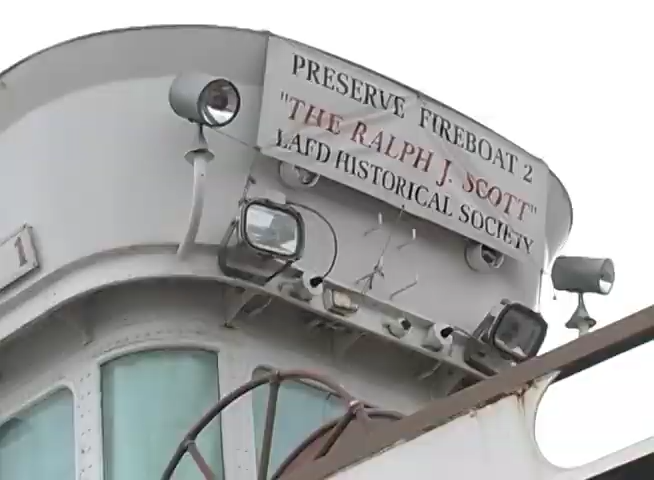 PRESERVE FIREBOAT 2
"THE RALPH J. SCOTT"
LAFD HISTORICAL SOCIETY
1